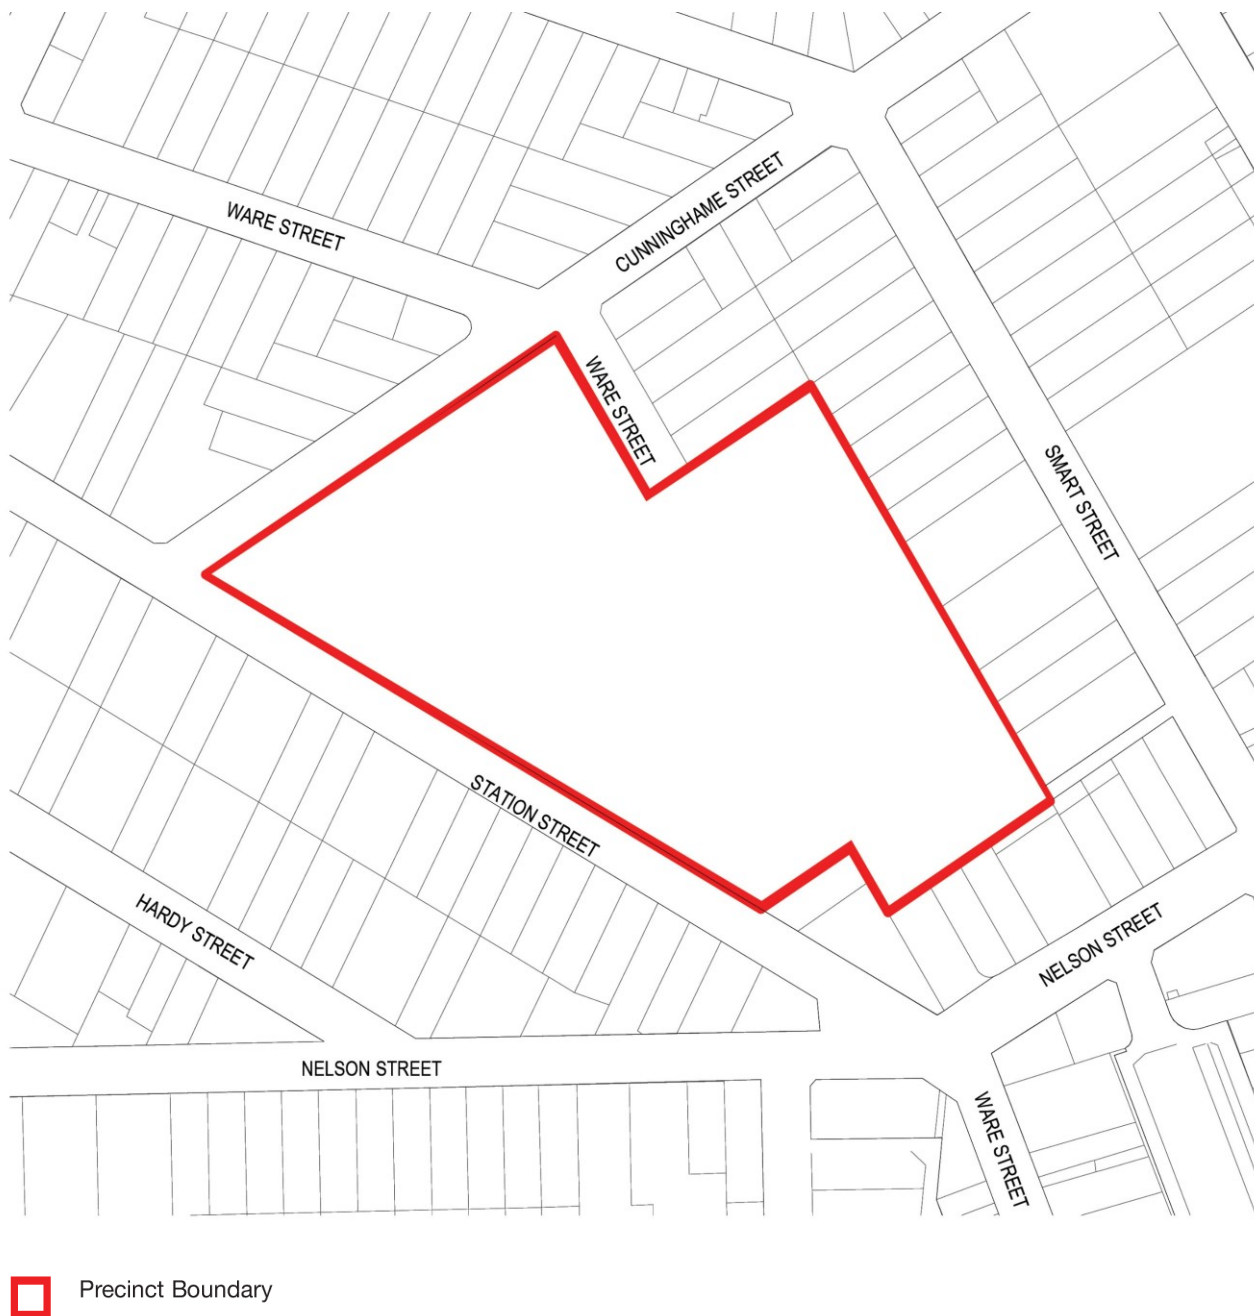 WARE STREET
CUNNINGHAME STREET
WARE STREET
SMART STREET
STATION STREET
HARDY STREET
NELSON STREET
NELSON STREET
WARE STREET
Precinct Boundary